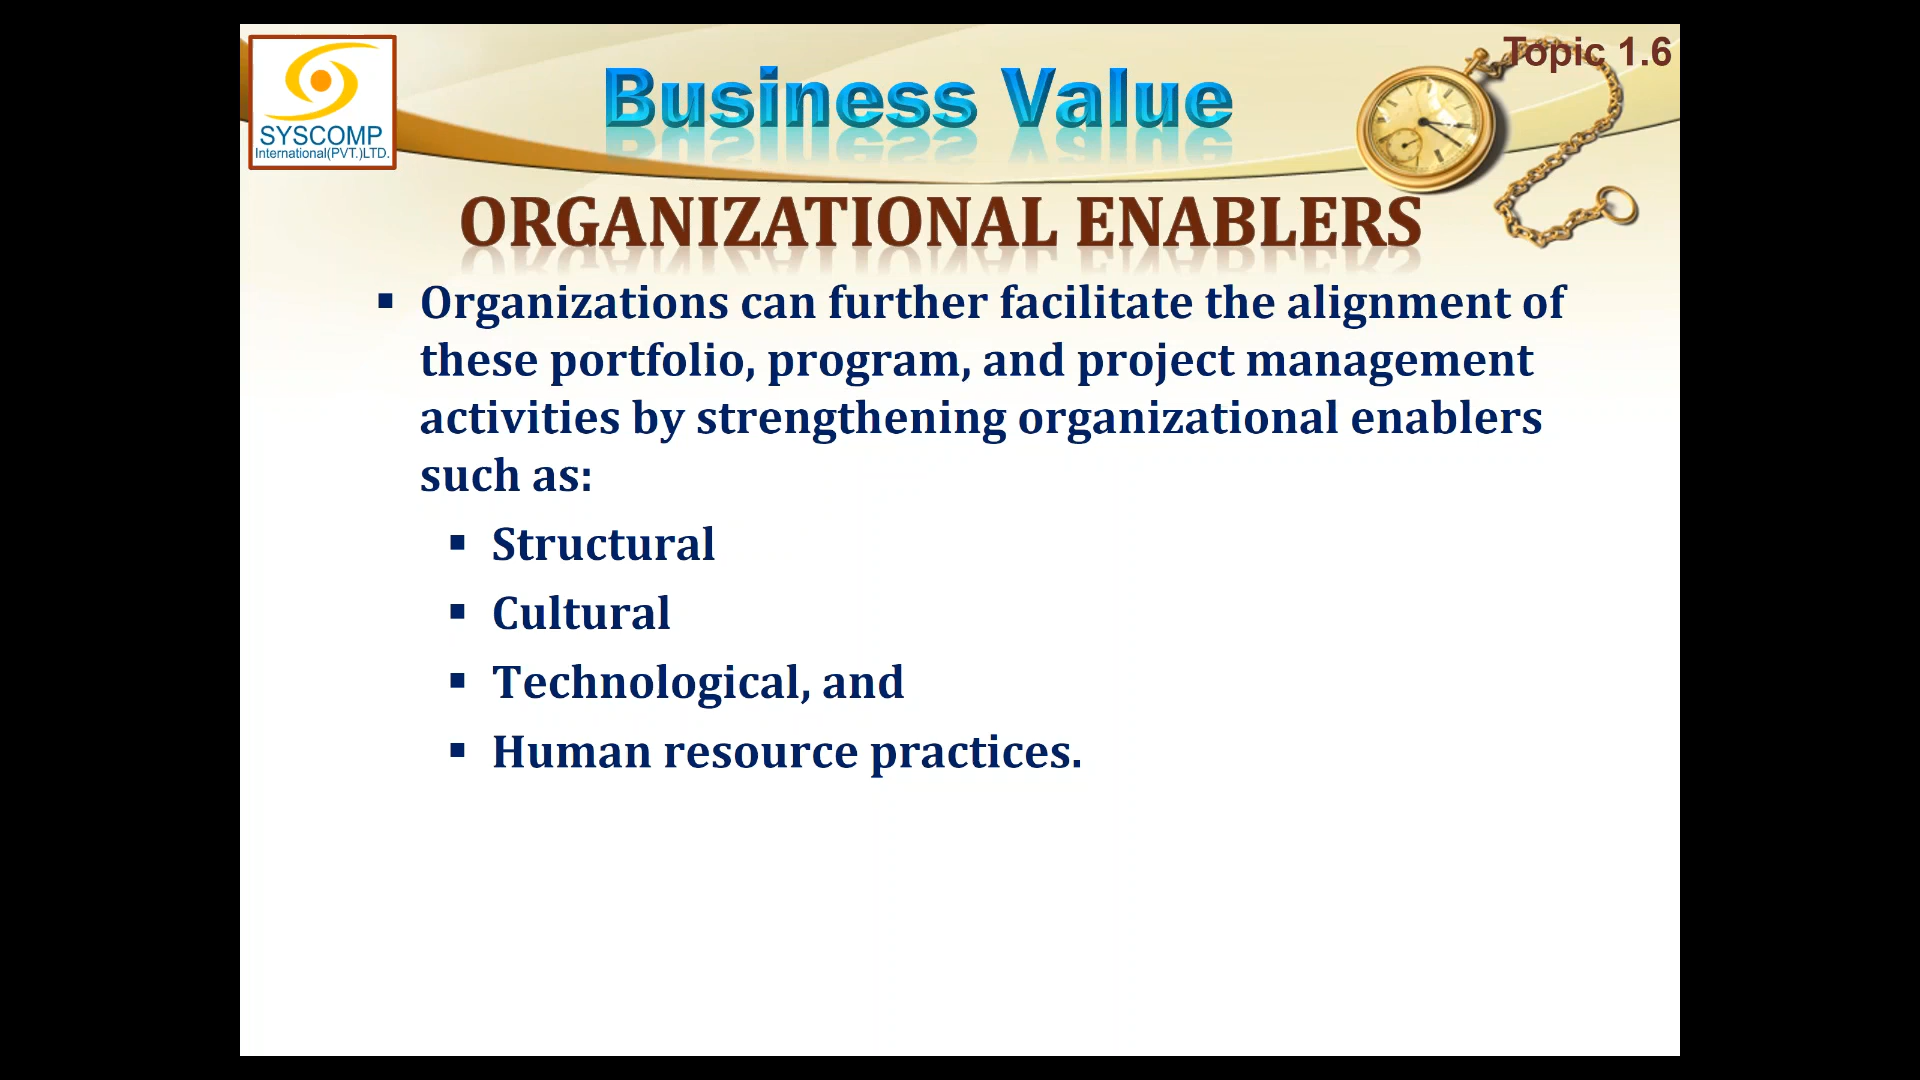 Topic 1.6
SYSCOMP
International(PVT.)LTD.
Business Value
ORGANIZATIONAL ENABLERS
▪ Organizations can further facilitate the alignment of
these portfolio, program, and project management
activities by strengthening organizational enablers
such as:
▪ Structural
▪ Cultural
▪ Technological, and
▪ Human resource practices.